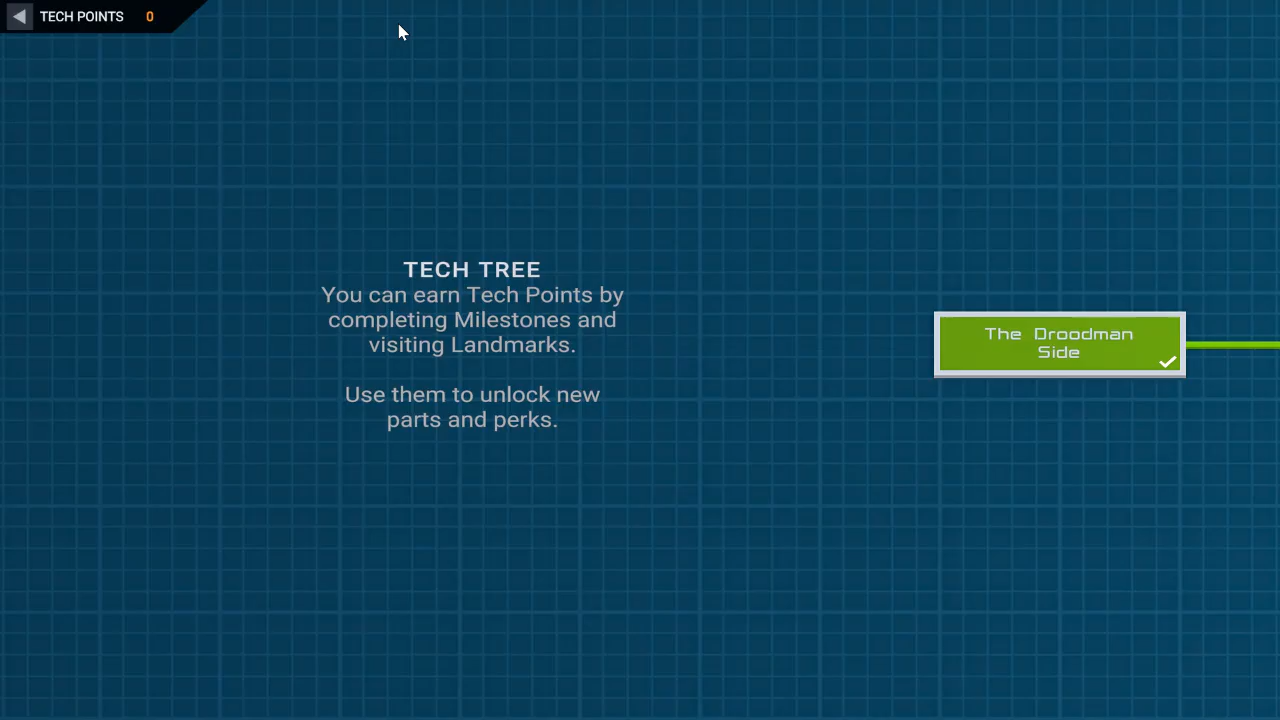 TECH POINTS 0
TECH TREE
You can earn Tech Points by
completing Milestones and
visiting Landmarks.
Use them to unlock new
parts and perks.
The Droodman
Side